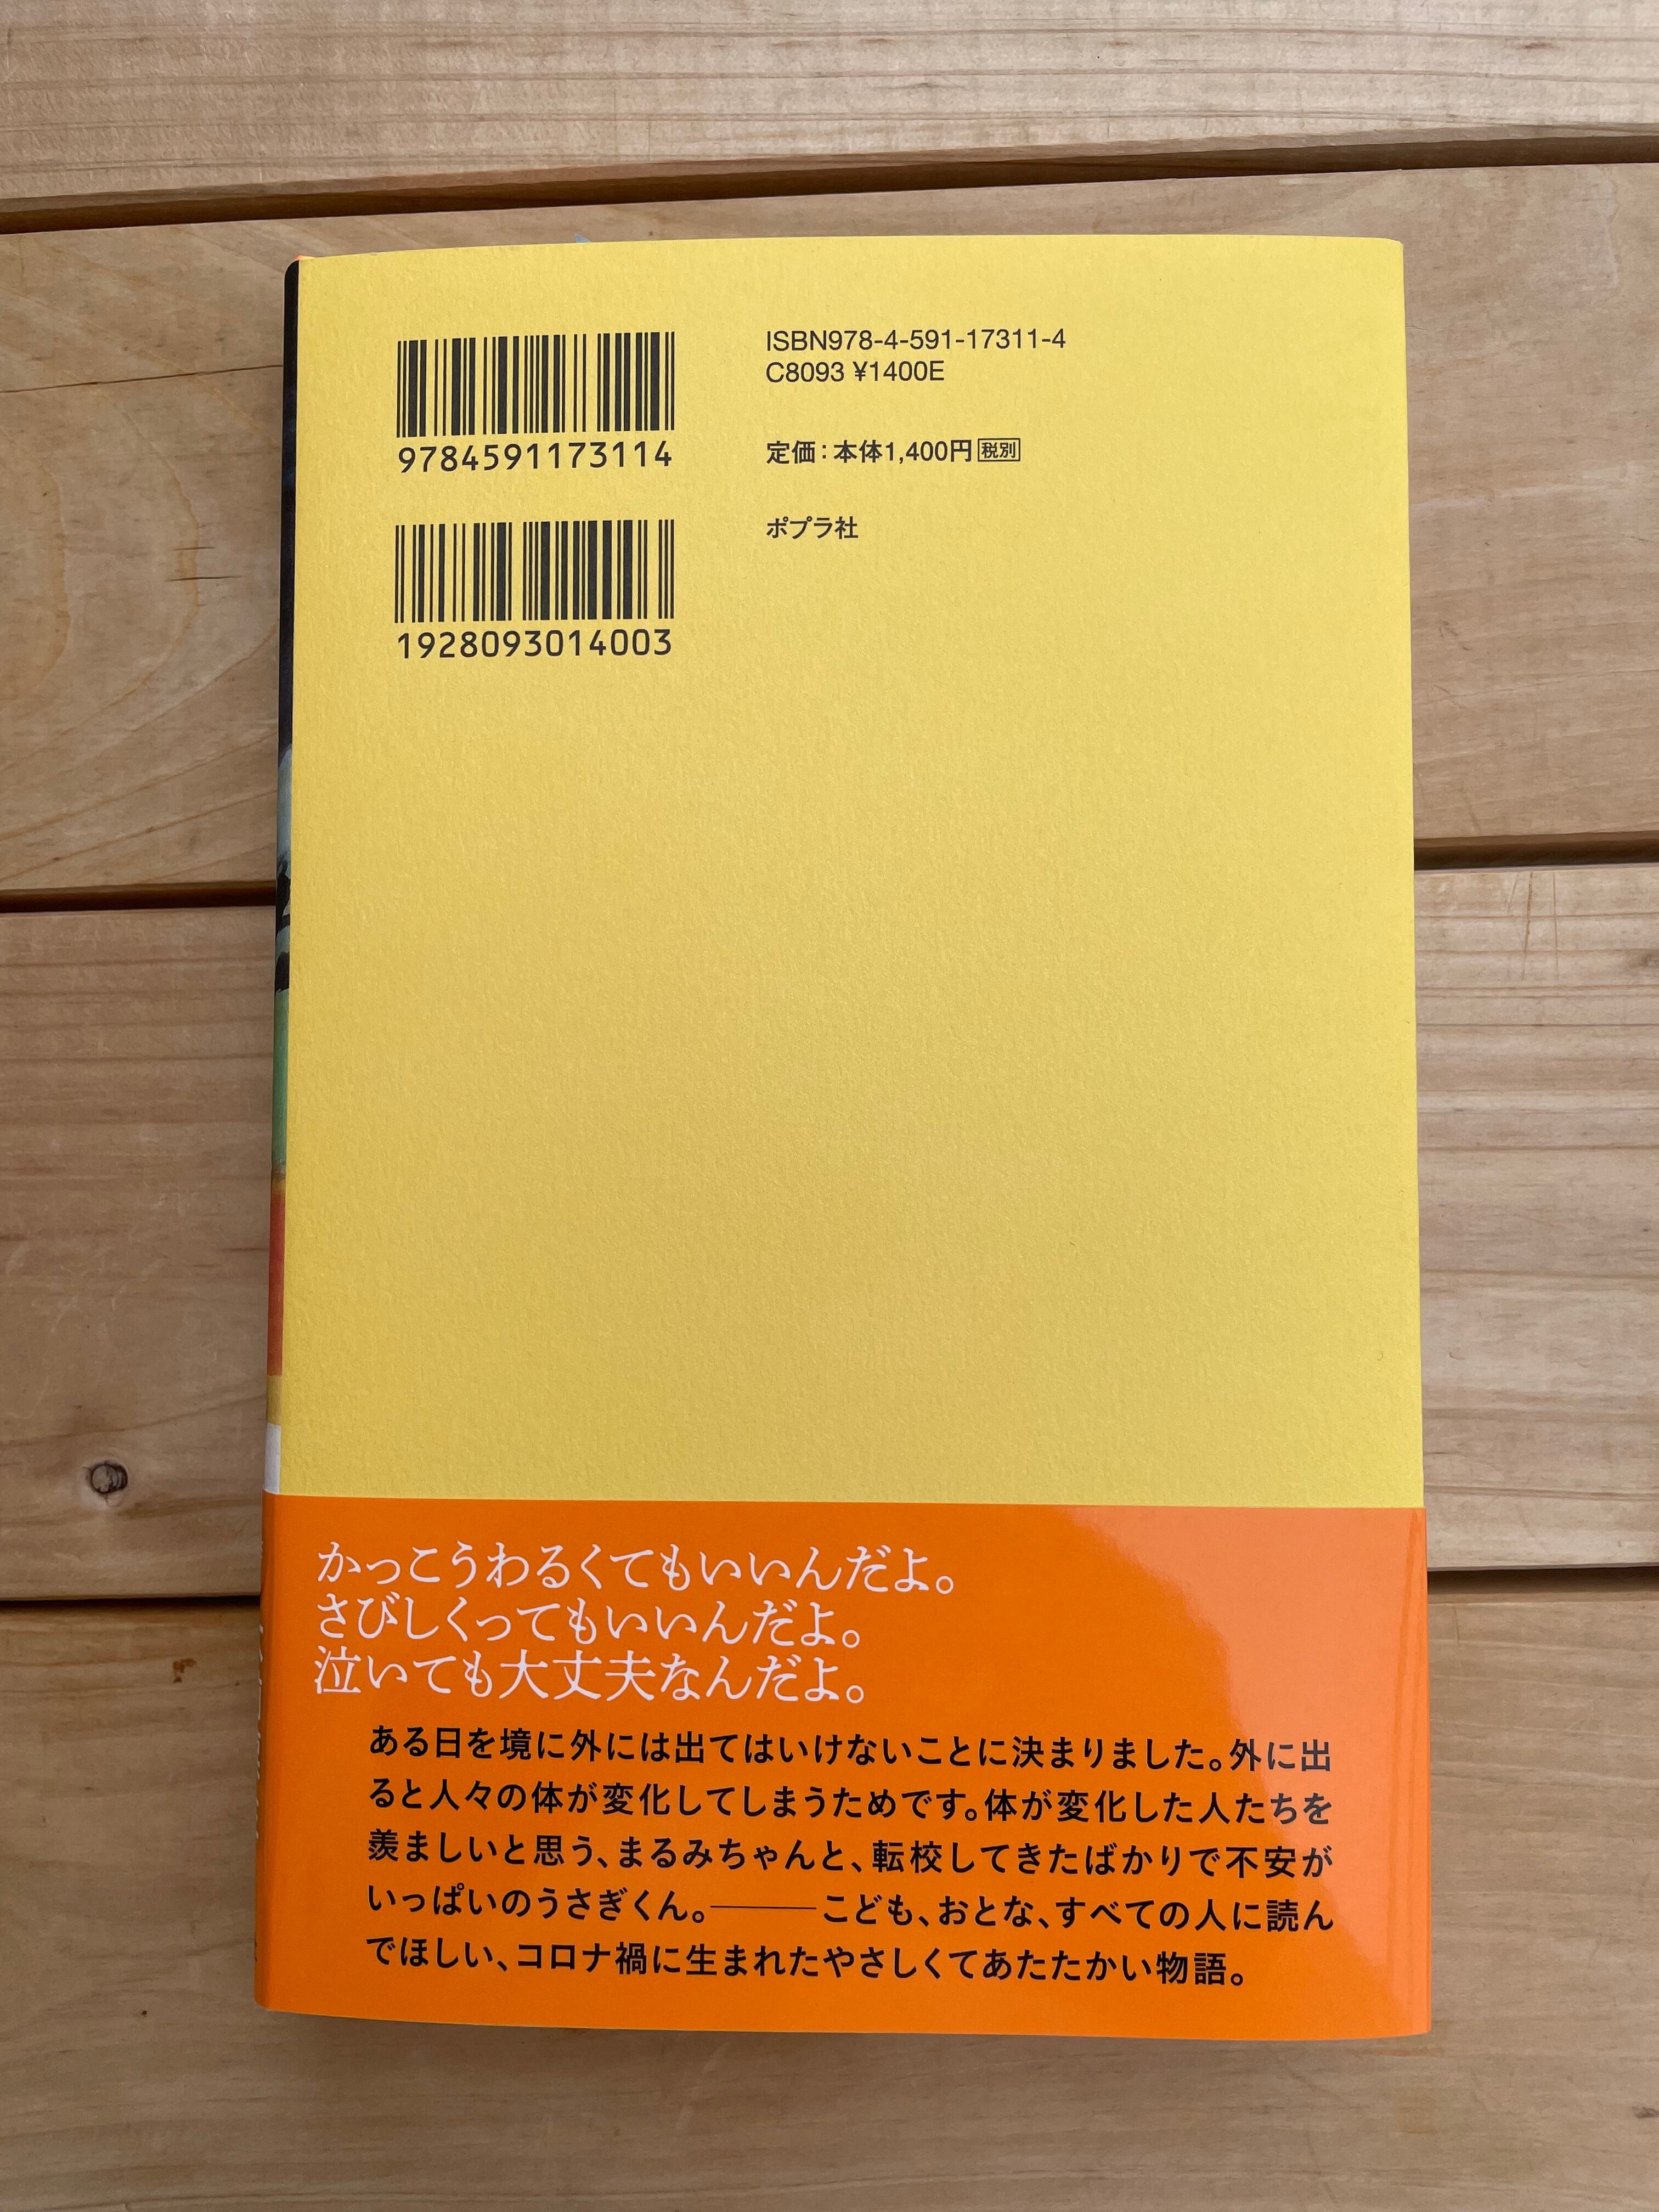 ISBN978-4-591-17311-4
C8093 ¥1400E
9784591173114
定価：本体1,400円税別
ポプラ社
1928093014003
かっこうわるくてもいいんだよ。
さびしくってもいいんだよ。
泣いても大丈夫なんだよ。
ある日を境に外には出てはいけないことに決まりました。外に出
ると人々の体が変化してしまうためです。体が変化した人たちを
羨ましいと思う、まるみちゃんと、転校してきたばかりで不安が
いっぱいのうさぎくん。――こども、おとな、すべての人に読ん
でほしい、コロナ禍に生まれたやさしくてあたたかい物語。